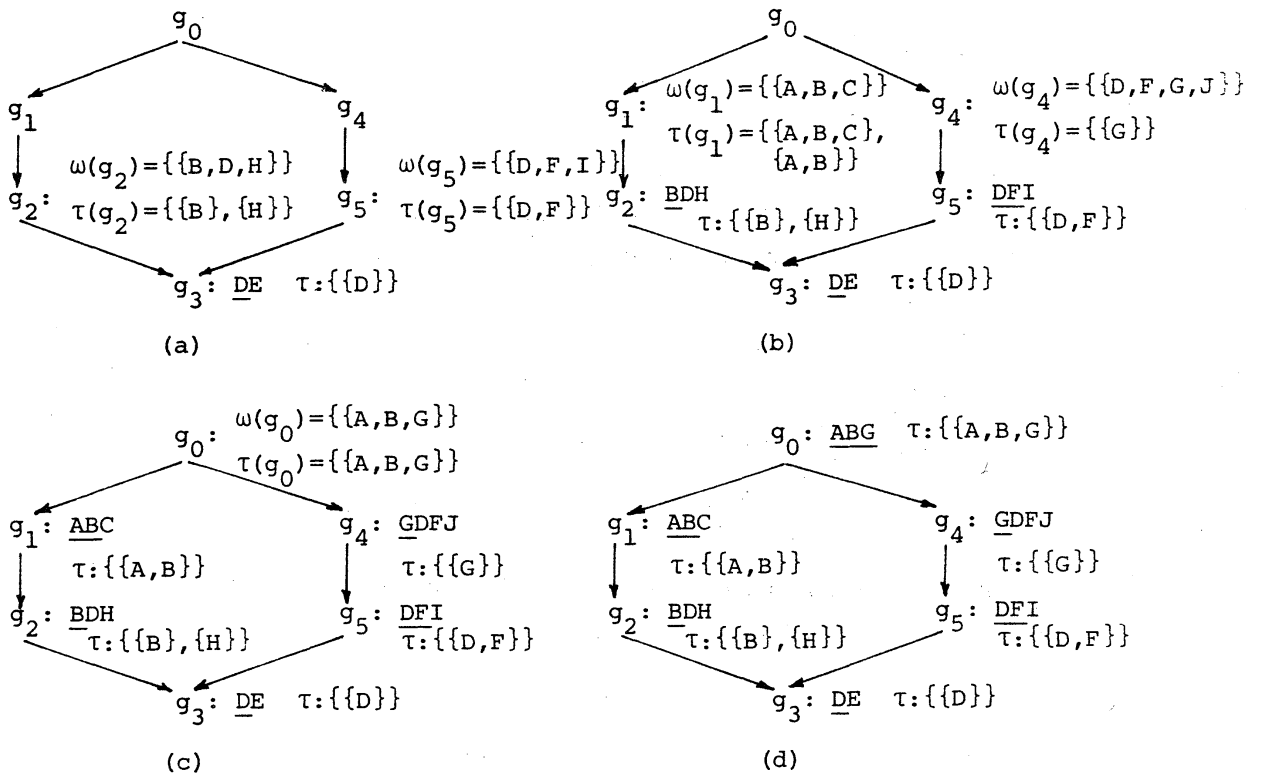 g0
g1
g4
ω(g2)={{B,D,H}}
g2: τ(g2)={{B},{H}}
ω(g5)={{D,F,I}}
g5: τ(g5)={{D,F}}
g3: DE τ:{{D}}
(a)
g0
g1: ω(g1)={{A,B,C}}
τ(g1)={{A,B,C},
{A,B}}
g4: ω(g4)={{D,F,G,J}}
τ(g4)={{G}}
g2: BDH
τ:{{B},{H}}
g5: DFI
τ:{{D,F}}
g3: DE τ:{{D}}
(b)
g0: ω(g0)={{A,B,G}}
τ(g0)={{A,B,G}}
g1: ABC
τ:{{A,B}}
g4: GDFJ
τ:{{G}}
g2: BDH
τ:{{B},{H}}
g5: DFI
τ:{{D,F}}
g3: DE τ:{{D}}
(c)
g0: ABG τ:{{A,B,G}}
g1: ABC
τ:{{A,B}}
g4: GDFJ
τ:{{G}}
g2: BDH
τ:{{B},{H}}
g5: DFI
τ:{{D,F}}
g3: DE τ:{{D}}
(d)